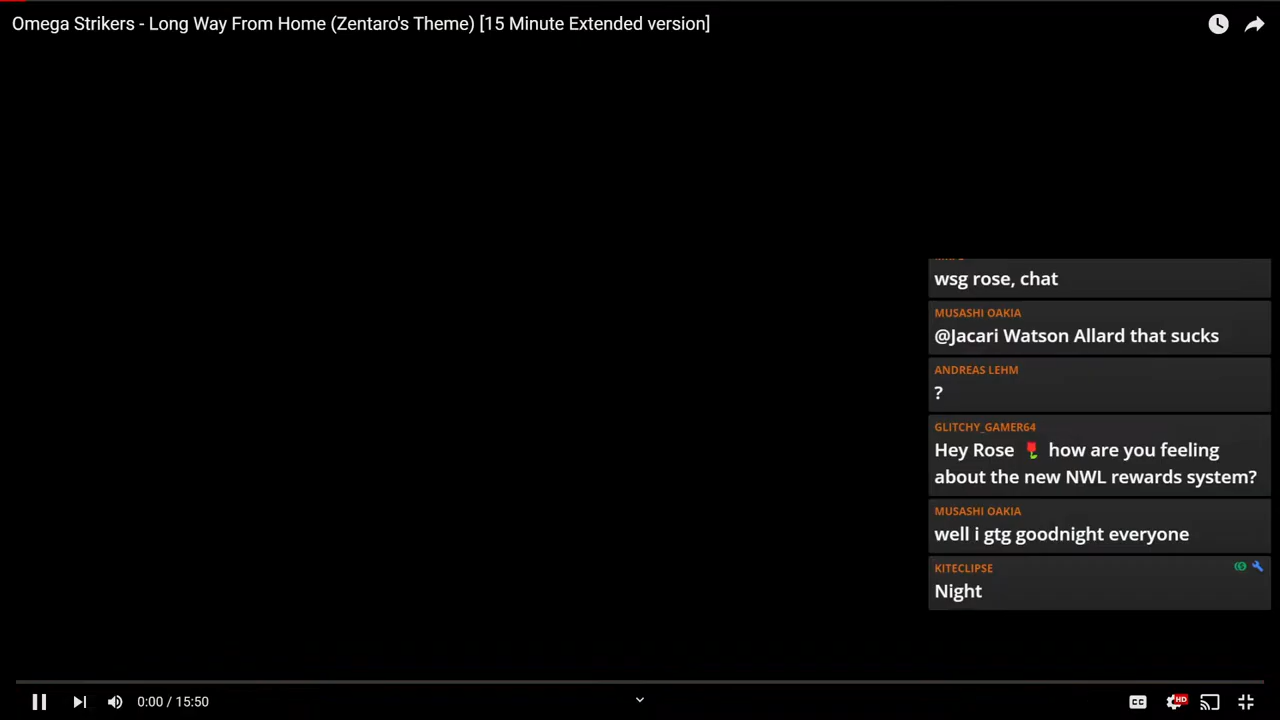 Omega Strikers - Long Way From Home (Zentaro's Theme) [15 Minute Extended version]
wsg rose, chat
MUSASHI OAKIA
@Jacari Watson Allard that sucks
ANDREAS LEHM
?
GLITCHY_GAMER64
Hey Rose 🌹 how are you feeling
about the new NWL rewards system?
MUSASHI OAKIA
well i gtg goodnight everyone
KITECLIPSE
Night
0:00 / 15:50
CC
HD